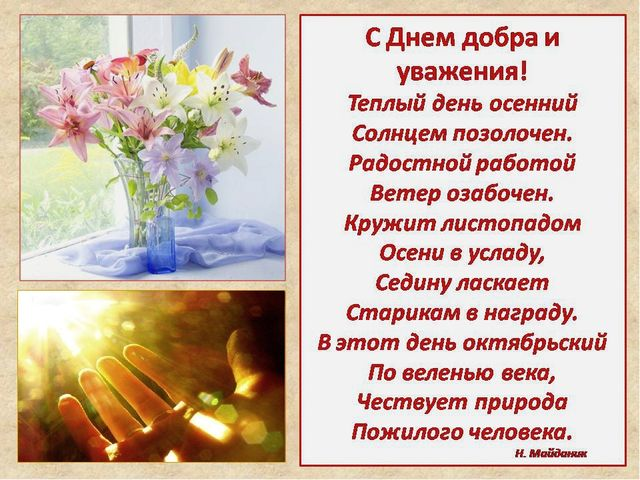 С Днем добра и
уважения!
Теплый день осенний
Солнцем позолочен.
Радостной работой
Ветер озабочен.
Кружит листопадом
Осени в усладу,
Седину ласкает
Старикам в награду.
В этот день октябрьский
По веленью века,
Чествует природа
Пожилого человека.
Н. Майданик